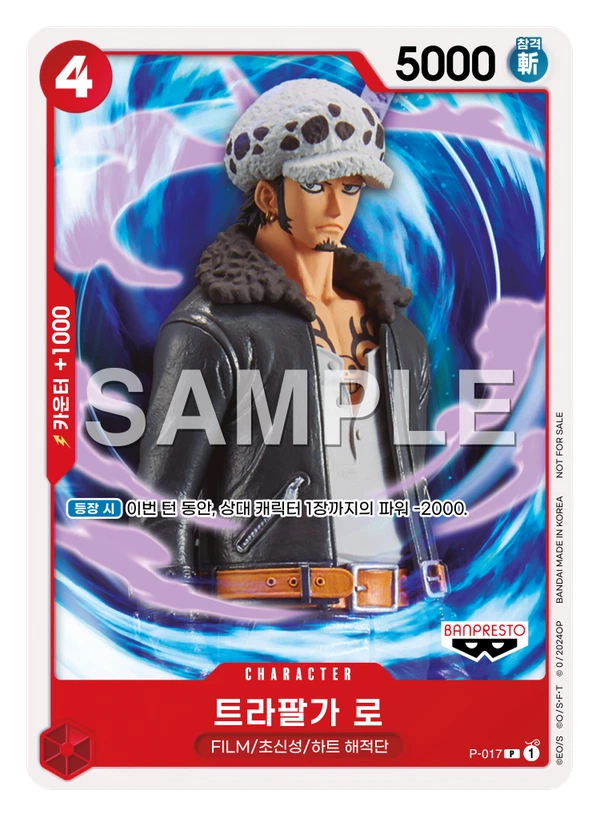 4
5000
참격
斬
카운터 +1000
SAMPLE
등장 시 이번 턴 동안, 상대 캐릭터 1장까지의 파워 -2000.
BANPRESTO
CHARACTER
트라팔가 로
FILM/초신성/하트 해적단
P-017 P 1
©EO/S ©O/S·F·T © O/2024OP BANDAI MADE IN KOREA NOT FOR SALE